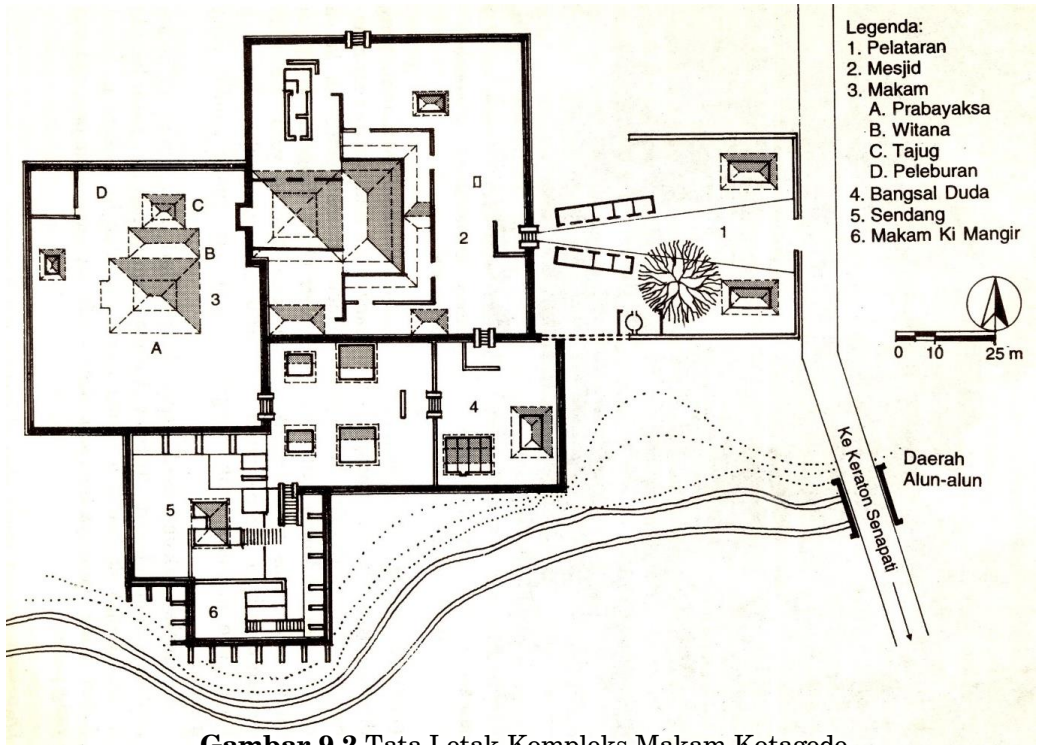 Legenda:
1. Pelataran
2. Mesjid
3. Makam
A. Prabayaksa
B. Witana
C. Tajug
D. Peleburan
4. Bangsal Duda
5. Sendang
6. Makam Ki Mangir
0 10 25 m
D
C
B
3
A
2
1
4
5
6
Ke Keraton Senapati
Daerah
Alun-alun
Gambar 9.2 Tata Letak Kompleks Makam Kotagede